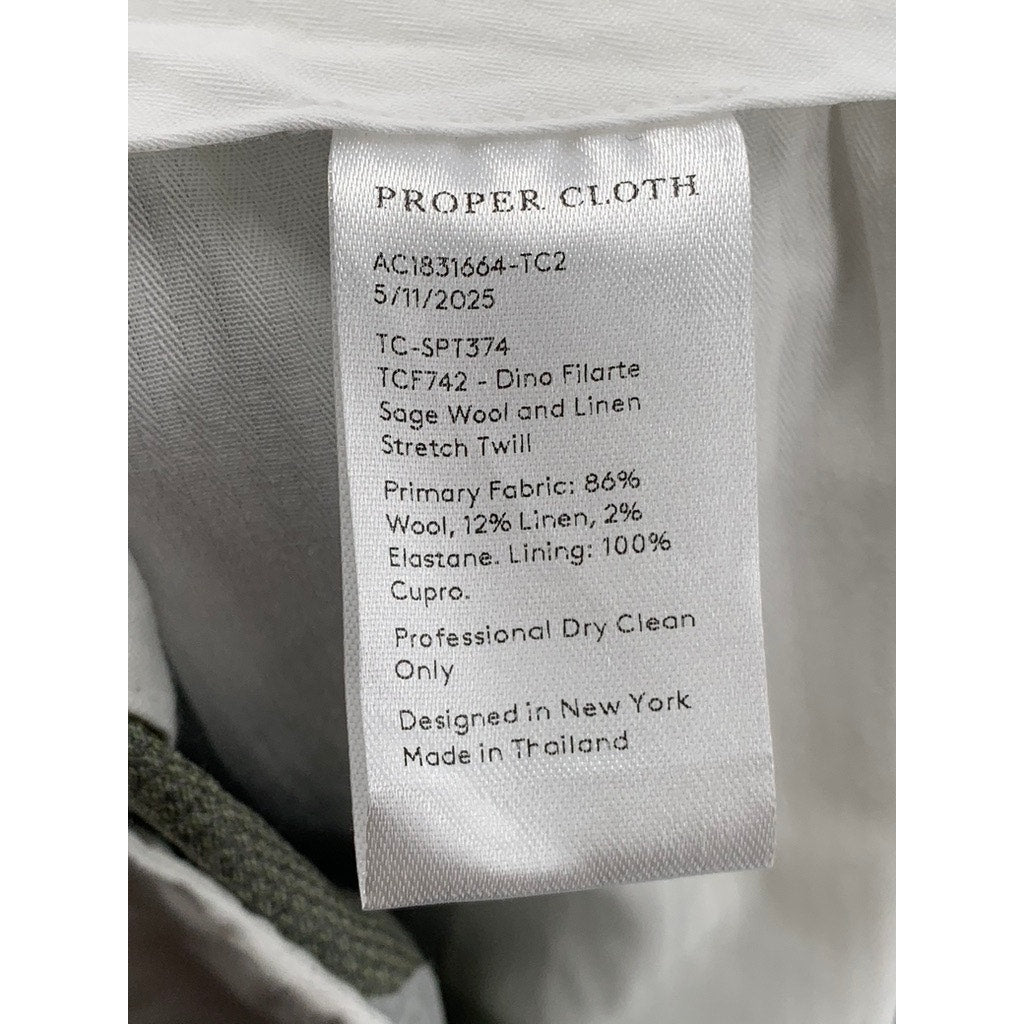 PROPER CLOTH
AC1831664-TC2
5/11/2025
TC-SPT374
TCF742 - Dino Filarte
Sage Wool and Linen
Stretch Twill
Primary Fabric: 86%
Wool, 12% Linen, 2%
Elastane. Lining: 100%
Cupro.
Professional Dry Clean
Only
Designed in New York
Made in Thailand